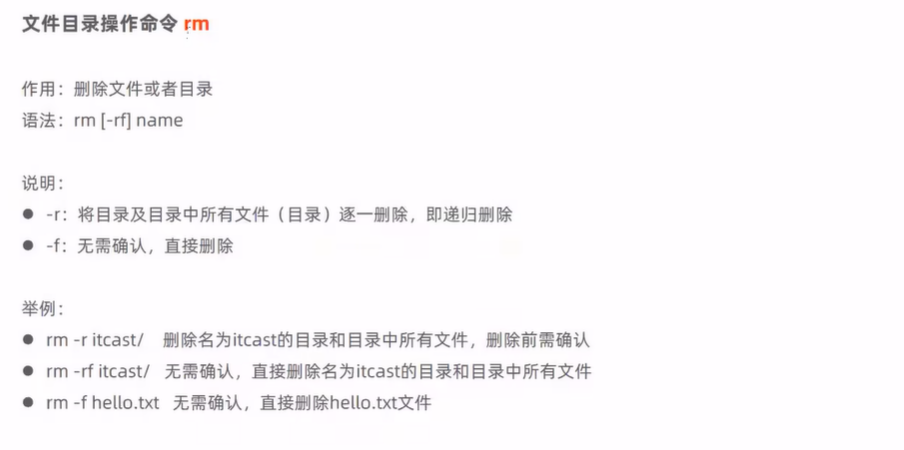 文件目录操作命令 rm
作用：删除文件或者目录
语法：rm [-rf] name
说明：
● -r：将目录及目录中所有文件（目录）逐一删除，即递归删除
● -f：无需确认，直接删除
举例：
● rm -r itcast/ 删除名为itcast的目录和目录中所有文件，删除前需确认
● rm -rf itcast/ 无需确认，直接删除名为itcast的目录和目录中所有文件
● rm -f hello.txt 无需确认，直接删除hello.txt文件